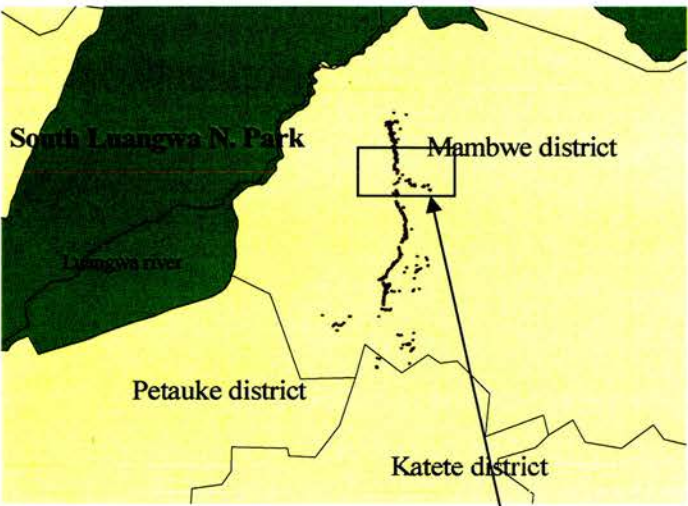 South Luangwa N. Park
Mambwe district
Luangwa river
Petauke district
Katete district